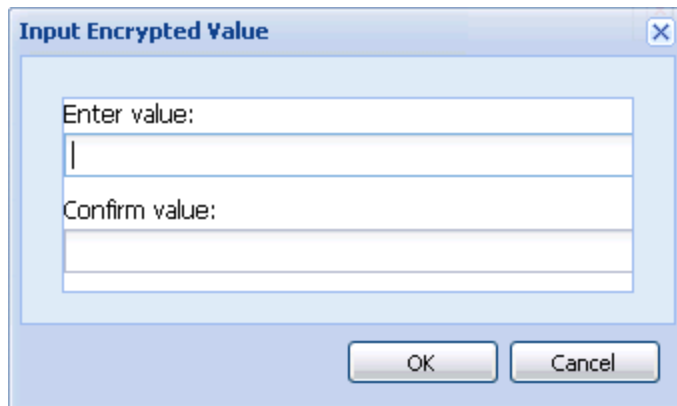 Input Encrypted Value
Enter value:
Confirm value:
OK Cancel